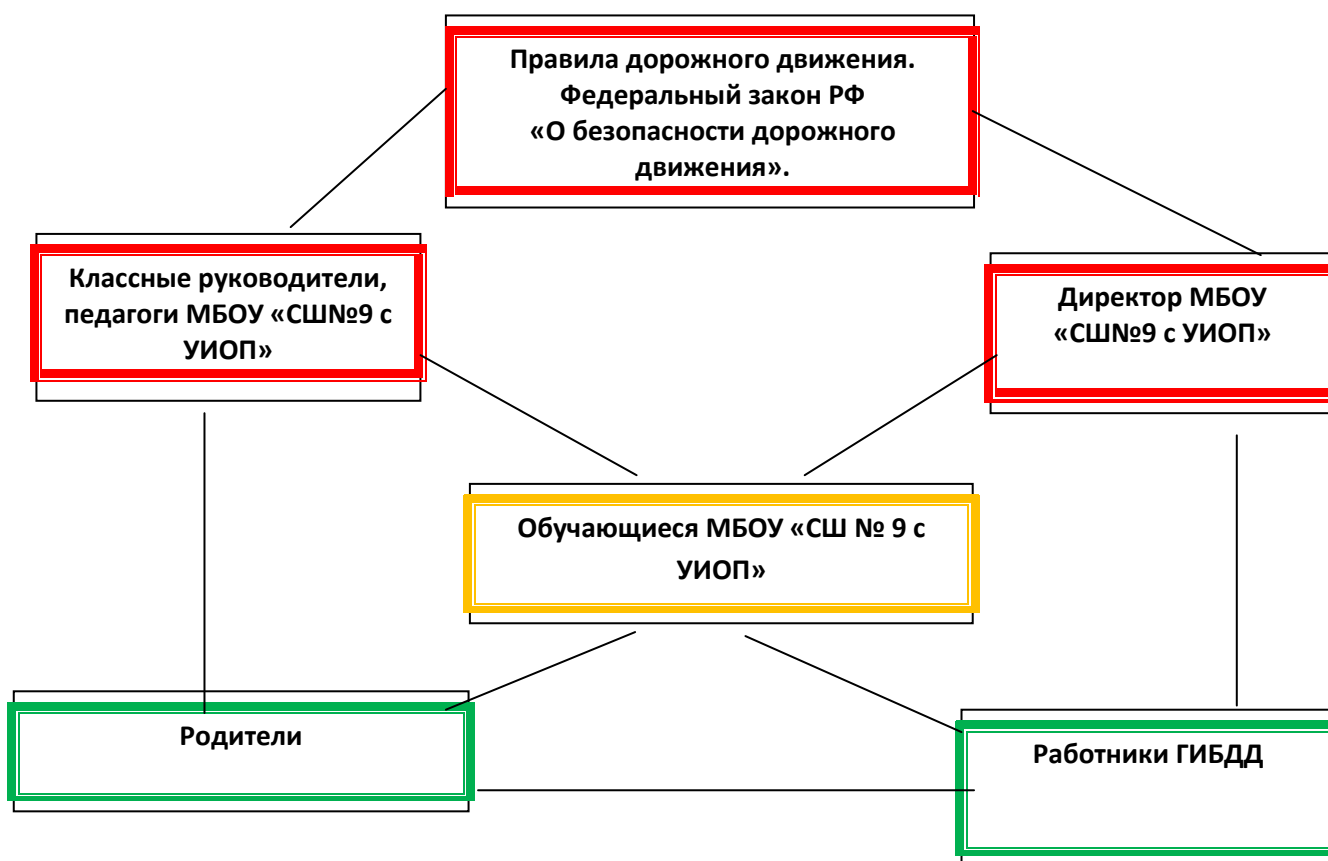 Правила дорожного движения.
Федеральный закон РФ
«О безопасности дорожного
движения».
Классные руководители,
педагоги МБОУ «СШ№9 с
УИОП»
Директор МБОУ
«СШ№9 с УИОП»
Обучающиеся МБОУ «СШ № 9 с
УИОП»
Родители
Работники ГИБДД